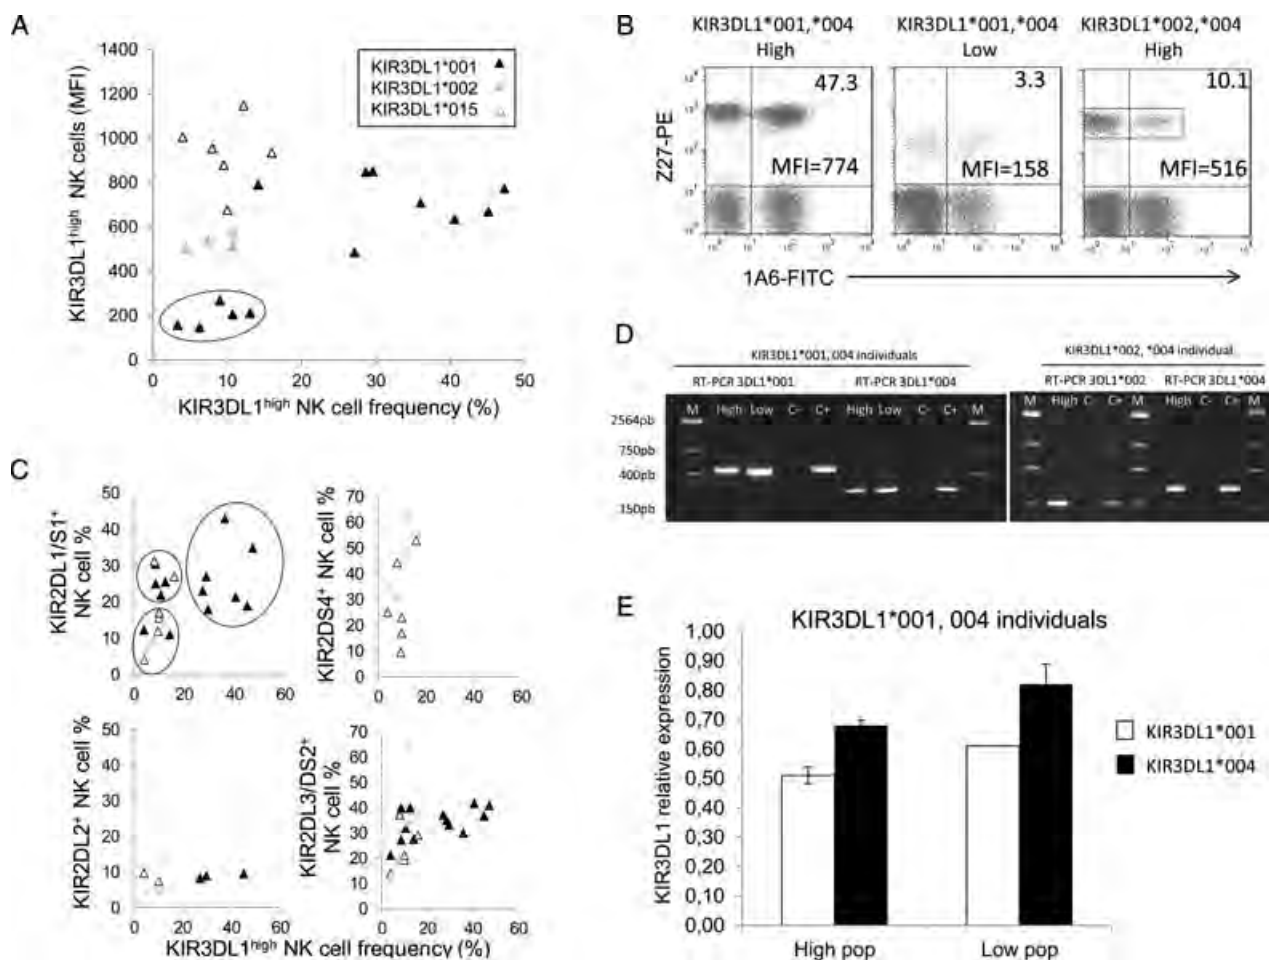 A
KIR3DL1high NK cells (MFI)
1400
1200
1000
800
600
400
200
0
0 10 20 30 40 50
KIR3DL1high NK cell frequency (%)
KIR3DL1*001
KIR3DL1*002
KIR3DL1*015
B
KIR3DL1*001,*004 KIR3DL1*001,*004 KIR3DL1*002,*004
High Low High
Z27-PE
47.3 3.3 10.1
MFI=774 MFI=158 MFI=516
1A6-FITC
C
KIR2DL1/S1+
NK cell %
50
40
30
20
10
0
0 20 40 60
KIR2DS4+ NK cell %
70
60
50
40
30
20
10
0
0 20 40 60
KIR2DL2+ NK cell %
50
40
30
20
10
0
0 20 40 60
KIR2DL3/DS2+
NK cell %
70
60
50
40
30
20
10
0
0 20 40 60
KIR3DL1high NK cell frequency (%)
D
KIR3DL1*001,004 individuals KIR3DL1*002, *004 individual
RT-PCR 3DL1*001 RT-PCR 3DL1*004 RT-PCR 3DL1*002 RT-PCR 3DL1*004
M High Low C- C+ High Low C- C+ M M High C- C+ M High C- C+ M
2564pb
750pb
400pb
150pb
E
KIR3DL1*001, 004 individuals
KIR3DL1 relative expression
1,00
0,90
0,80
0,70
0,60
0,50
0,40
0,30
0,20
0,10
0,00
High pop Low pop
KIR3DL1*001
KIR3DL1*004